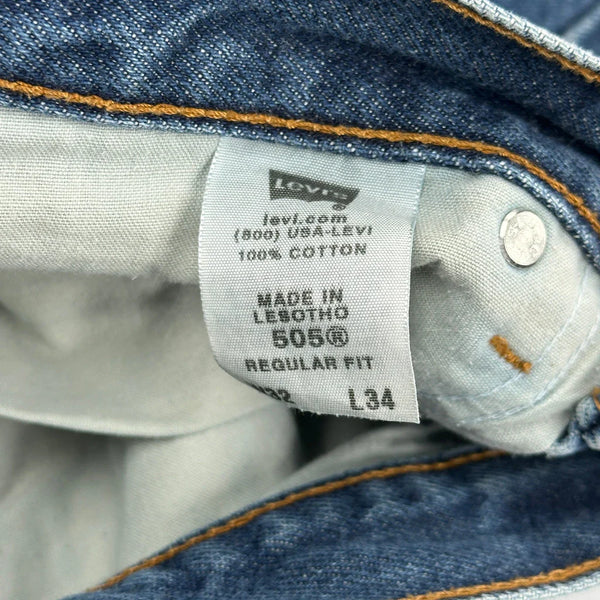 LEVI'S®
levi.com
(800) USA-LEVI
100% COTTON
MADE IN
LESOTHO
505®
REGULAR FIT
L34